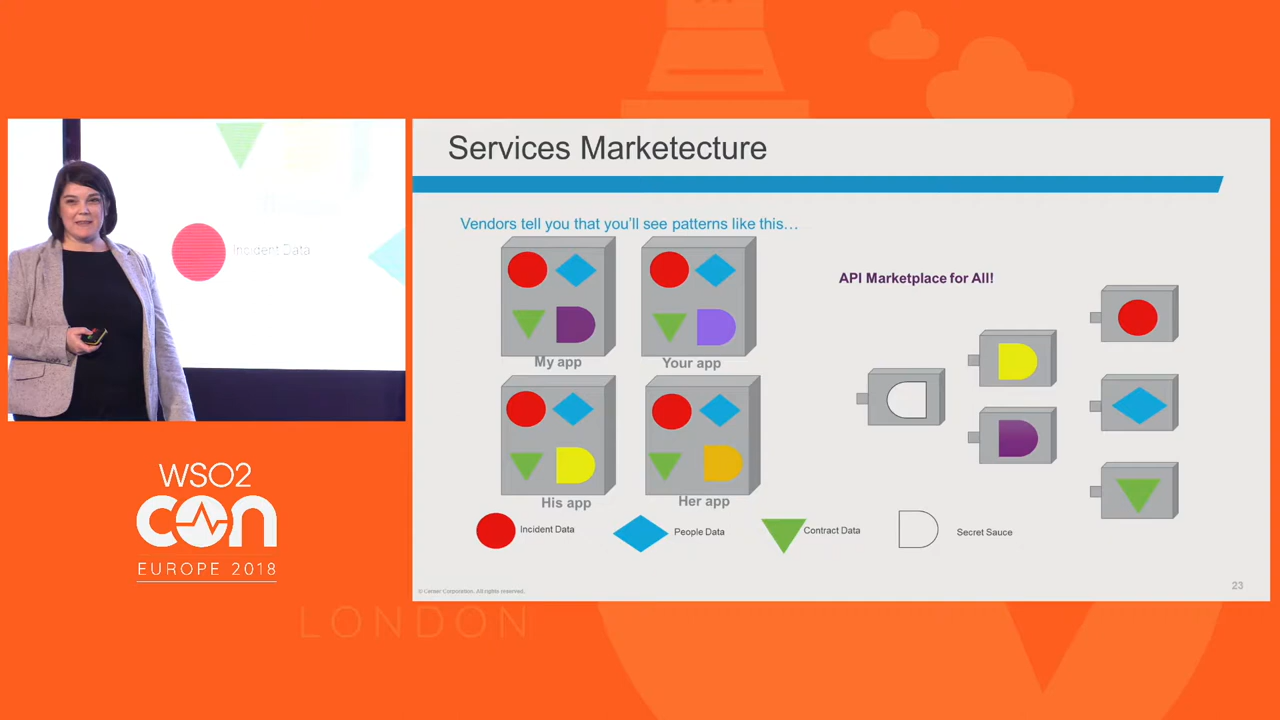 Services Marketecture
Vendors tell you that you'll see patterns like this…
API Marketplace for All!
My app
Your app
His app
Her app
Incident Data
People Data
Contract Data
Secret Sauce
© Cerner Corporation. All rights reserved.
23
Incident Data
WSO2
CON
EUROPE 2018
LONDON